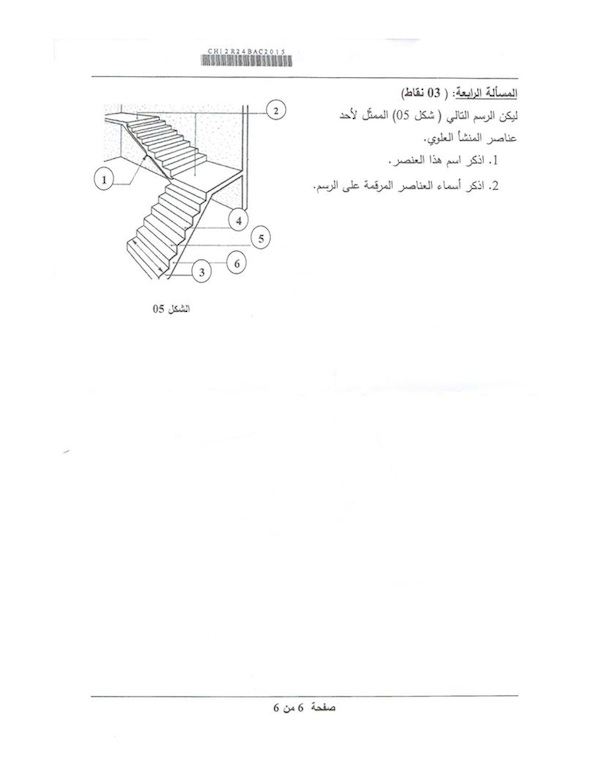 CH12R24BAC2015
المسألة الرابعة: ( 03 نقاط)
ليكن الرسم التالي ( شكل 05) الممثّل لأحد
عناصر المنشأ العلوي.
1. اذكر اسم هذا العنصر.
2. اذكر أسماء العناصر المرقمة على الرسم.
2
1
4
5
6
3
الشكل 05
صفحة 6 من 6